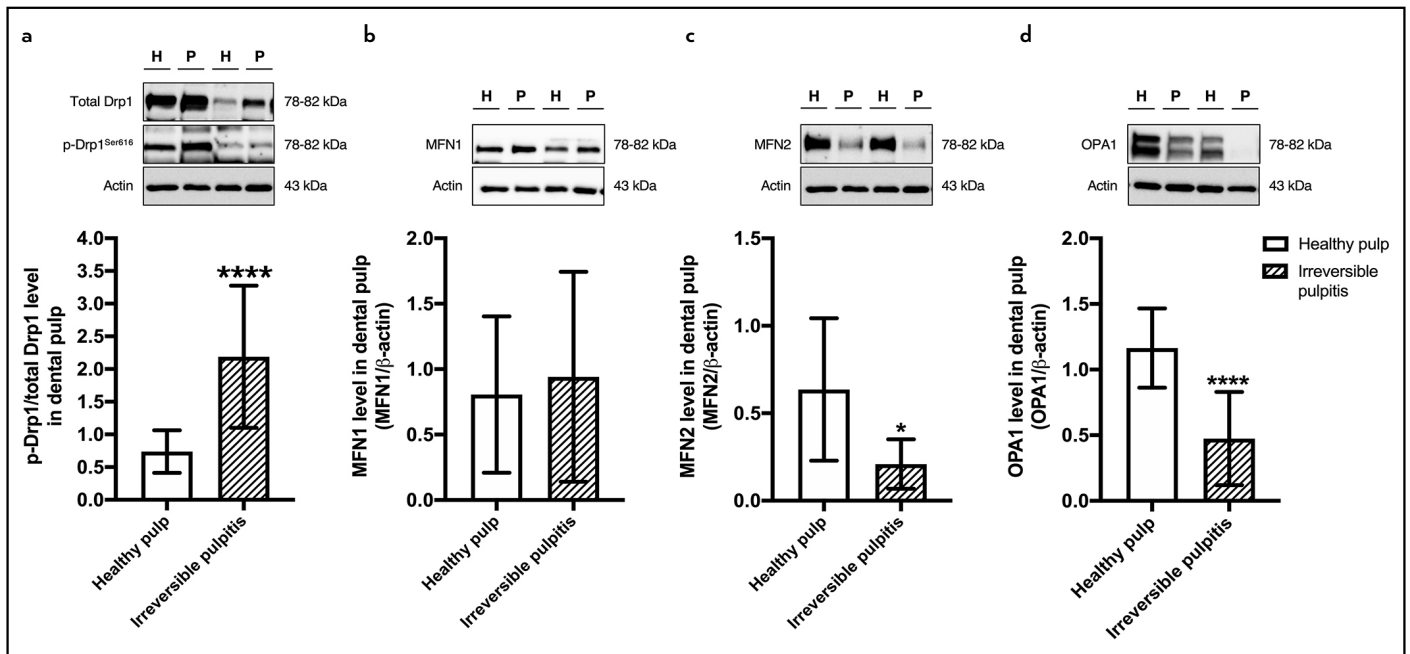 a
H P H P
Total Drp1 78-82 kDa
p-Drp1Ser616 78-82 kDa
Actin 43 kDa
p-Drp1/total Drp1 level
in dental pulp
4.0
3.5
3.0
2.5
2.0
1.5
1.0
0.5
0.0
****
Healthy pulp
Irreversible pulpitis
b
H P H P
MFN1 78-82 kDa
Actin 43 kDa
MFN1 level in dental pulp
(MFN1/β-actin)
2.0
1.5
1.0
0.5
0.0
Healthy pulp
Irreversible pulpitis
c
H P H P
MFN2 78-82 kDa
Actin 43 kDa
MFN2 level in dental pulp
(MFN2/β-actin)
1.5
1.0
0.5
0.0
*
Healthy pulp
Irreversible pulpitis
d
H P H P
OPA1 78-82 kDa
Actin 43 kDa
OPA1 level in dental pulp
(OPA1/β-actin)
2.0
1.5
1.0
0.5
0.0
****
Healthy pulp
Irreversible pulpitis
Healthy pulp
Irreversible
pulpitis